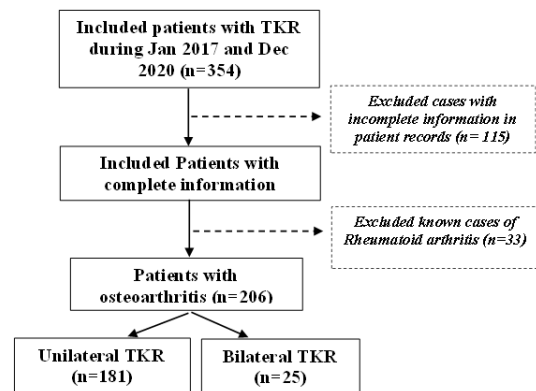 Included patients with TKR
during Jan 2017 and Dec
2020 (n=354)
Excluded cases with
incomplete information in
patient records (n= 115)
Included Patients with
complete information
Excluded known cases of
Rheumatoid arthritis (n=33)
Patients with
osteoarthritis (n=206)
Unilateral TKR
(n=181)
Bilateral TKR
(n=25)